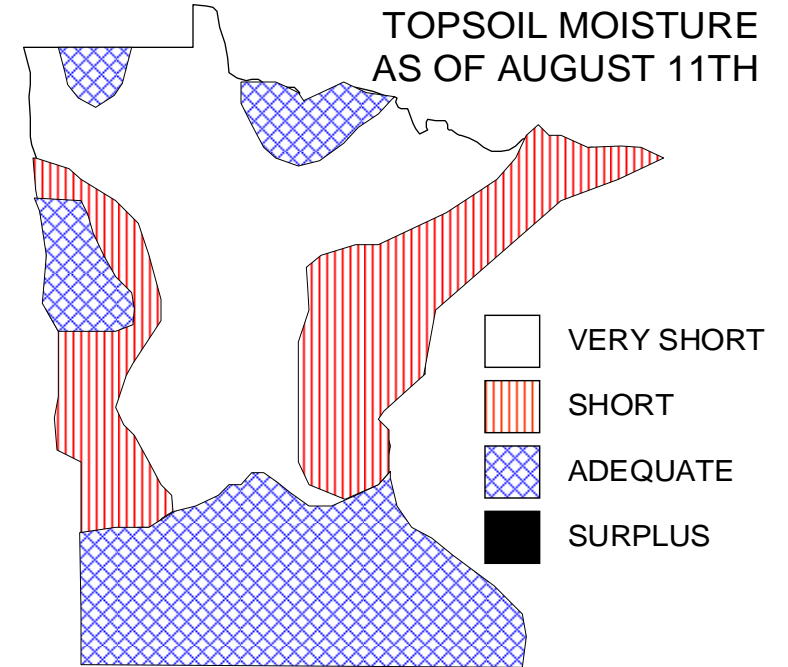 TOPSOIL MOISTURE
AS OF AUGUST 11TH
VERY SHORT
SHORT
ADEQUATE
SURPLUS